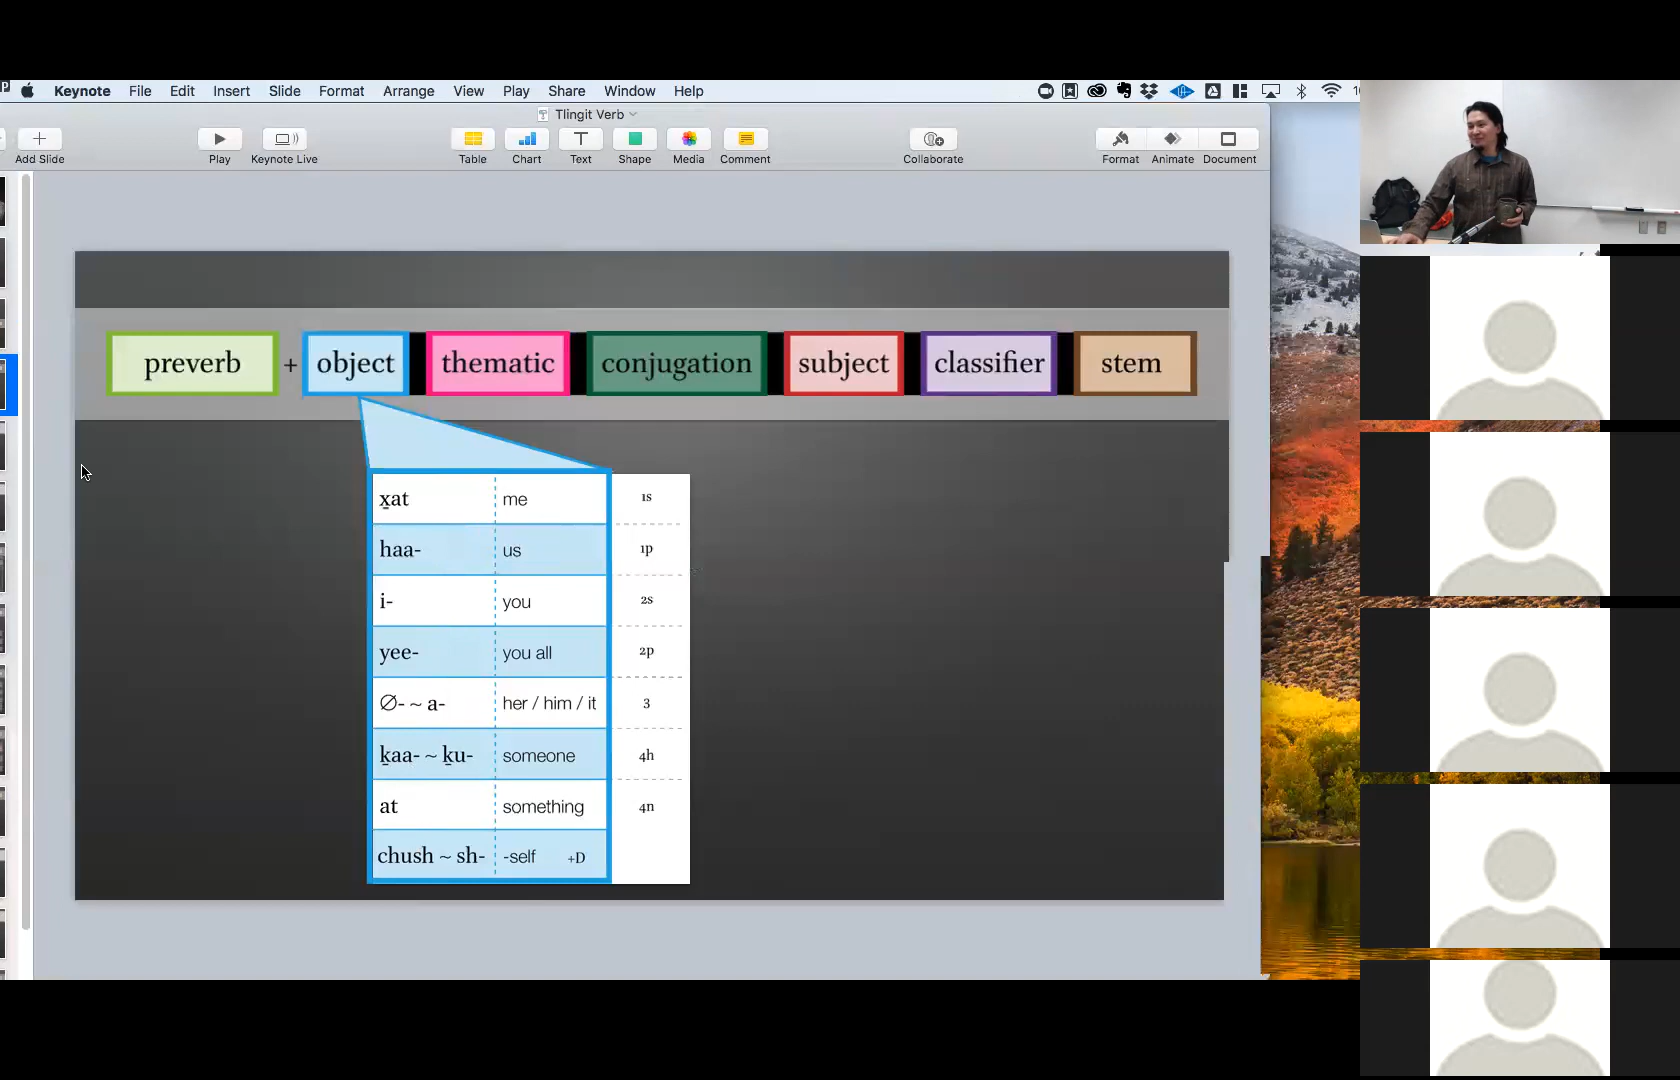 Keynote File Edit Insert Slide Format Arrange View Play Share Window Help
Tlingit Verb
Add Slide Play Keynote Live Table Chart Text Shape Media Comment Collaborate Format Animate Document
preverb + object thematic conjugation subject classifier stem
x̱at me 1s
haa- us 1p
i- you 2s
yee- you all 2p
∅- ~ a- her / him / it 3
ḵaa- ~ ḵu- someone 4h
at something 4n
chush ~ sh- -self +D